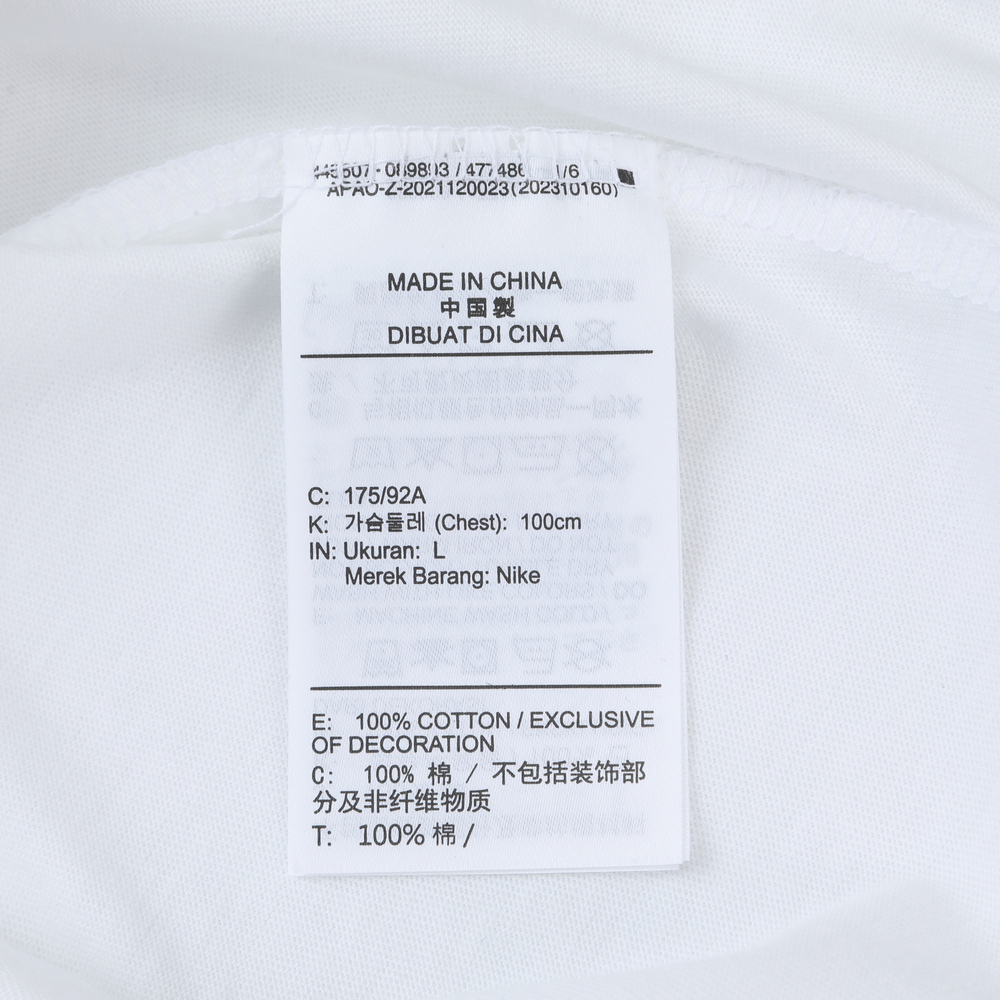 /6
APAO-Z-2021120023(202310160)
MADE IN CHINA
中国製
DIBUAT DI CINA
C: 175/92A
K: 가슴둘레 (Chest): 100cm
IN: Ukuran: L
Merek Barang: Nike
E: 100% COTTON / EXCLUSIVE
OF DECORATION
C: 100% 棉 / 不包括装饰部
分及非纤维物质
T: 100% 棉 /